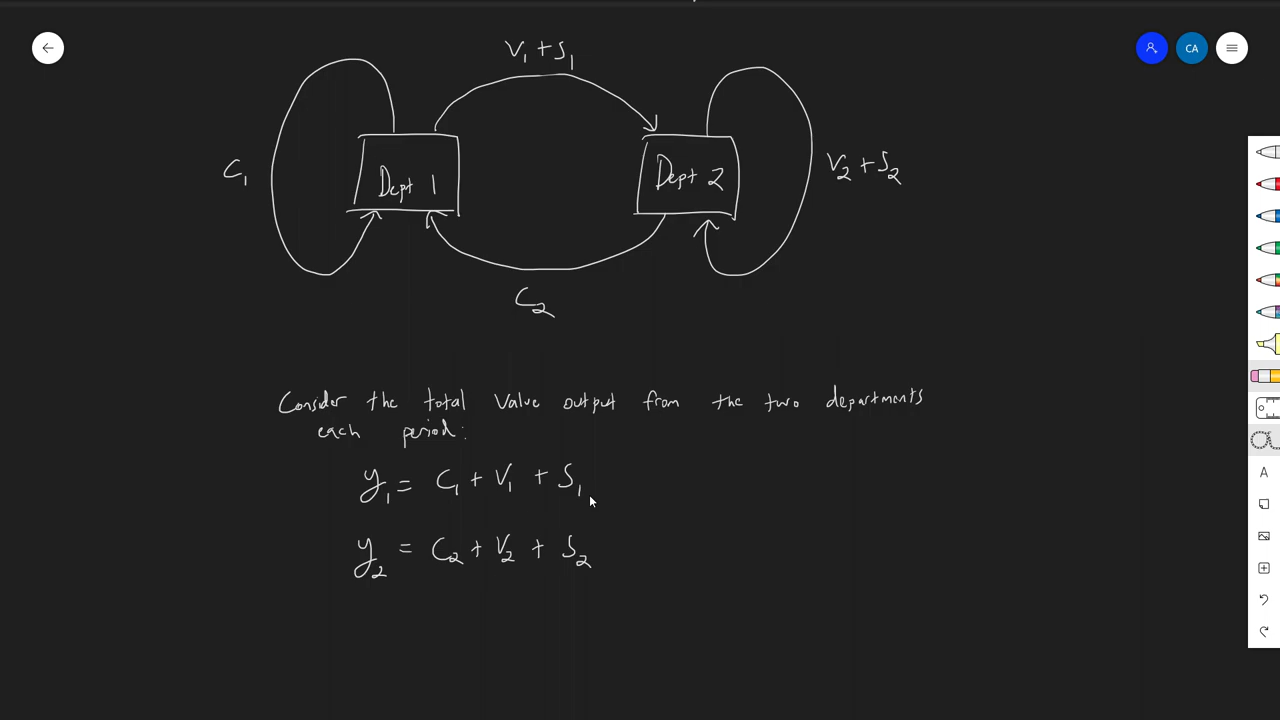 V₁ + S₁
CA
C₁
Dept 1
Dept 2
V₂ + S₂
C₂
Consider the total value output from the two departments
each period:
y₁ = C₁ + V₁ + S₁
y₂ = C₂ + V₂ + S₂
A